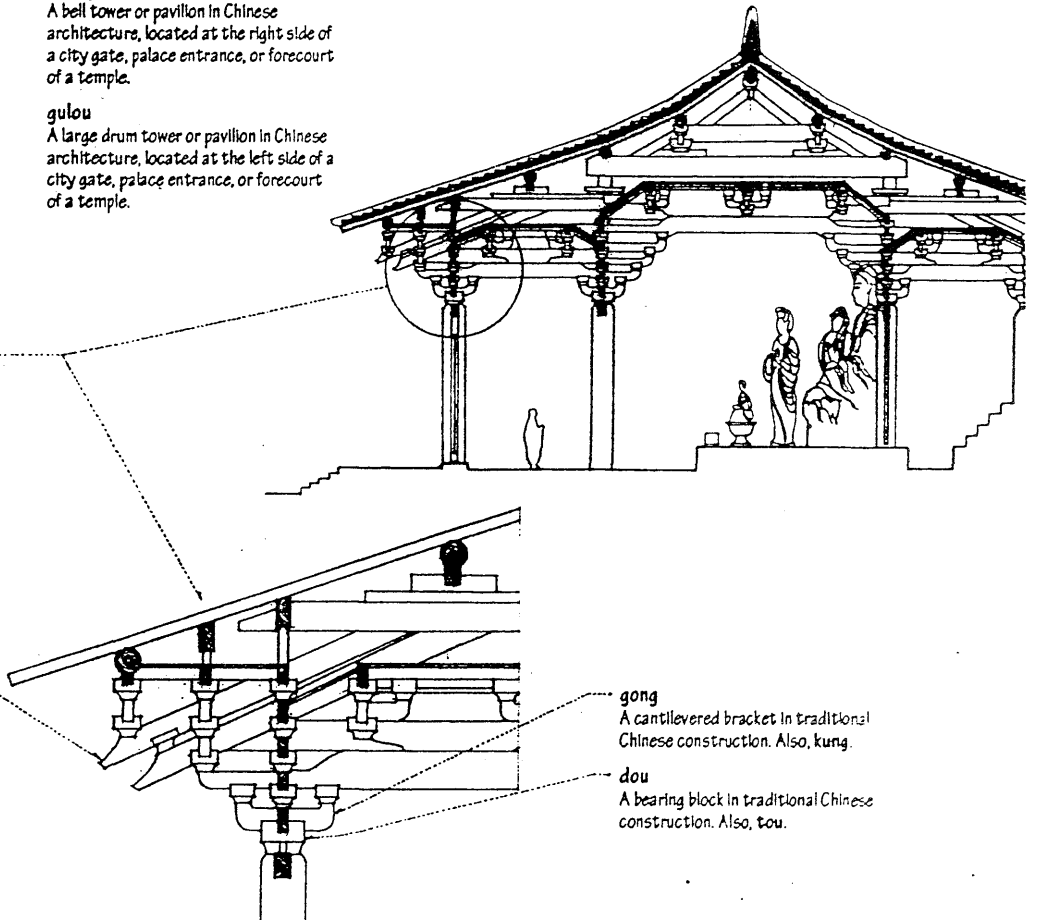 A bell tower or pavilion in Chinese
architecture, located at the right side of
a city gate, palace entrance, or forecourt
of a temple.
gulou
A large drum tower or pavilion in Chinese
architecture, located at the left side of a
city gate, palace entrance, or forecourt
of a temple.
gong
A cantilevered bracket in traditional
Chinese construction. Also, kung.
dou
A bearing block in traditional Chinese
construction. Also, tou.